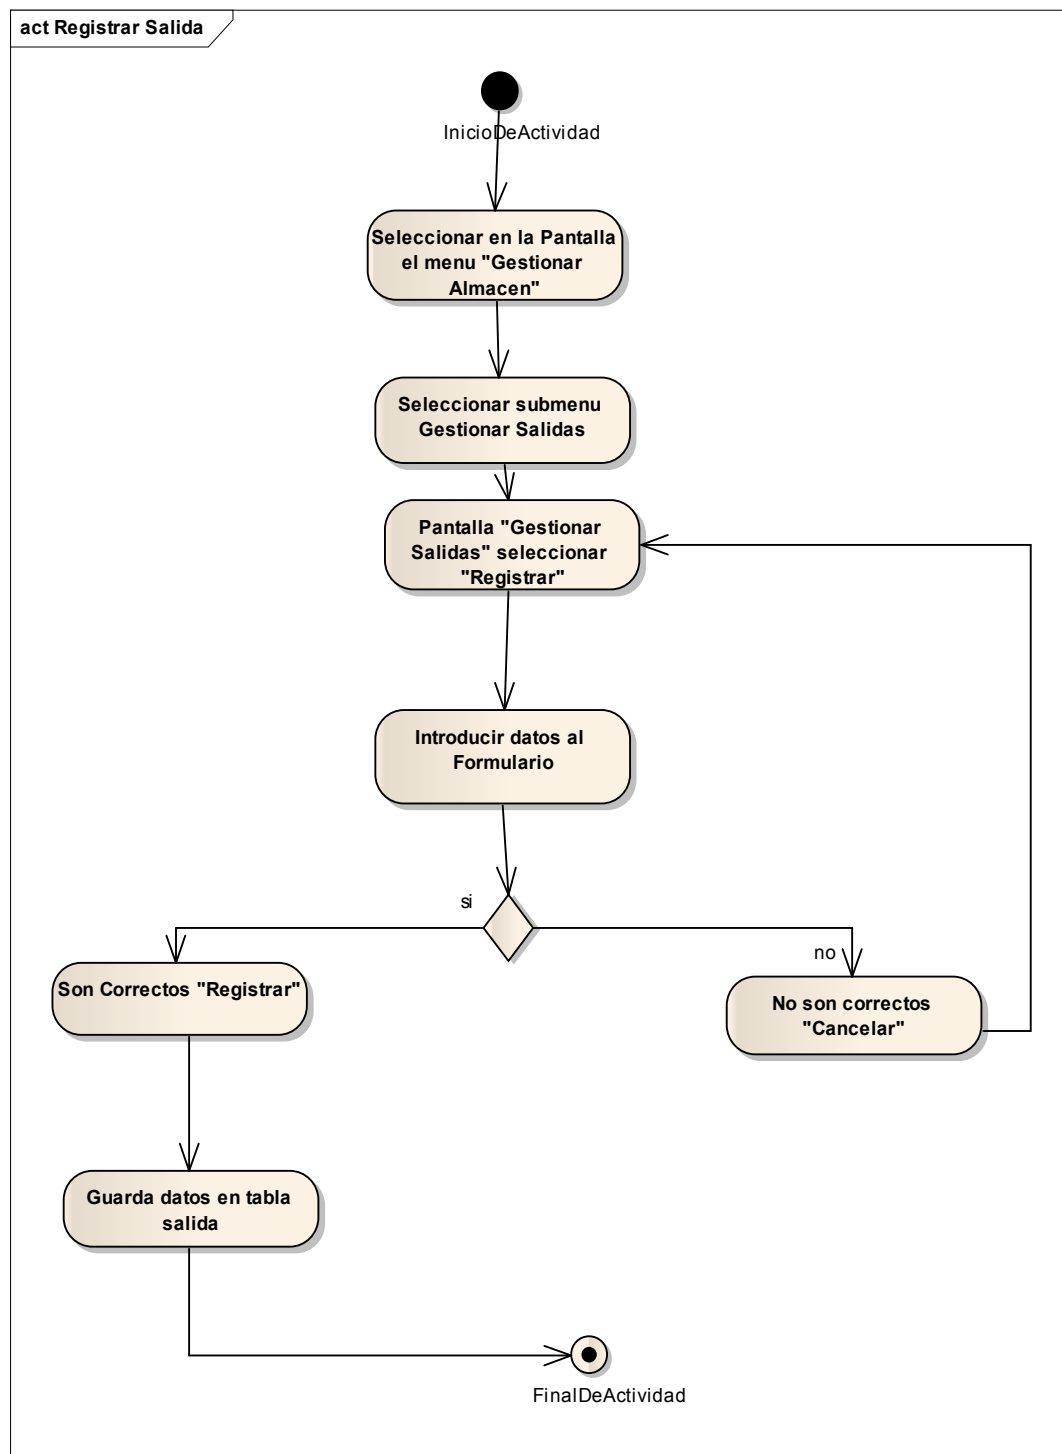 act Registrar Salida
InicioDeActividad
Seleccionar en la Pantalla
el menu "Gestionar
Almacen"
Seleccionar submenu
Gestionar Salidas
Pantalla "Gestionar
Salidas" seleccionar
"Registrar"
Introducir datos al
Formulario
si
no
Son Correctos "Registrar"
No son correctos
"Cancelar"
Guarda datos en tabla
salida
FinalDeActividad